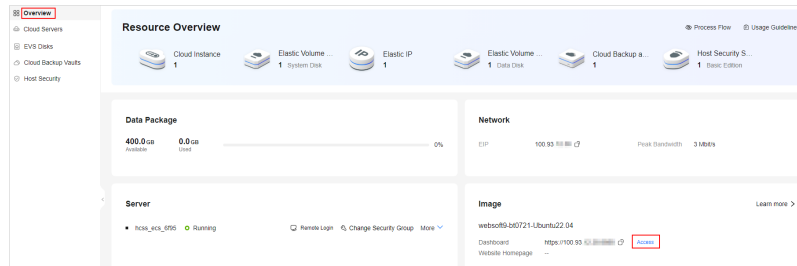 Overview
Cloud Servers
EVS Disks
Cloud Backup Vaults
Host Security
Resource Overview
Process Flow
Usage Guideline
Cloud Instance
1
Elastic Volume ...
1 System Disk
Elastic IP
1
Elastic Volume ...
1 Data Disk
Cloud Backup a...
1
Host Security S...
1 Basic Edition
Data Package
400.0 GB
Available
0.0 GB
Used
0%
Network
EIP 100.93
Peak Bandwidth 3 Mbit/s
Server
hcss_ecs_6f95 Running
Remote Login Change Security Group More
Image
Learn more >
websoft9-bt0721-Ubuntu22.04
Dashboard https://100.93 Access
Website Homepage --